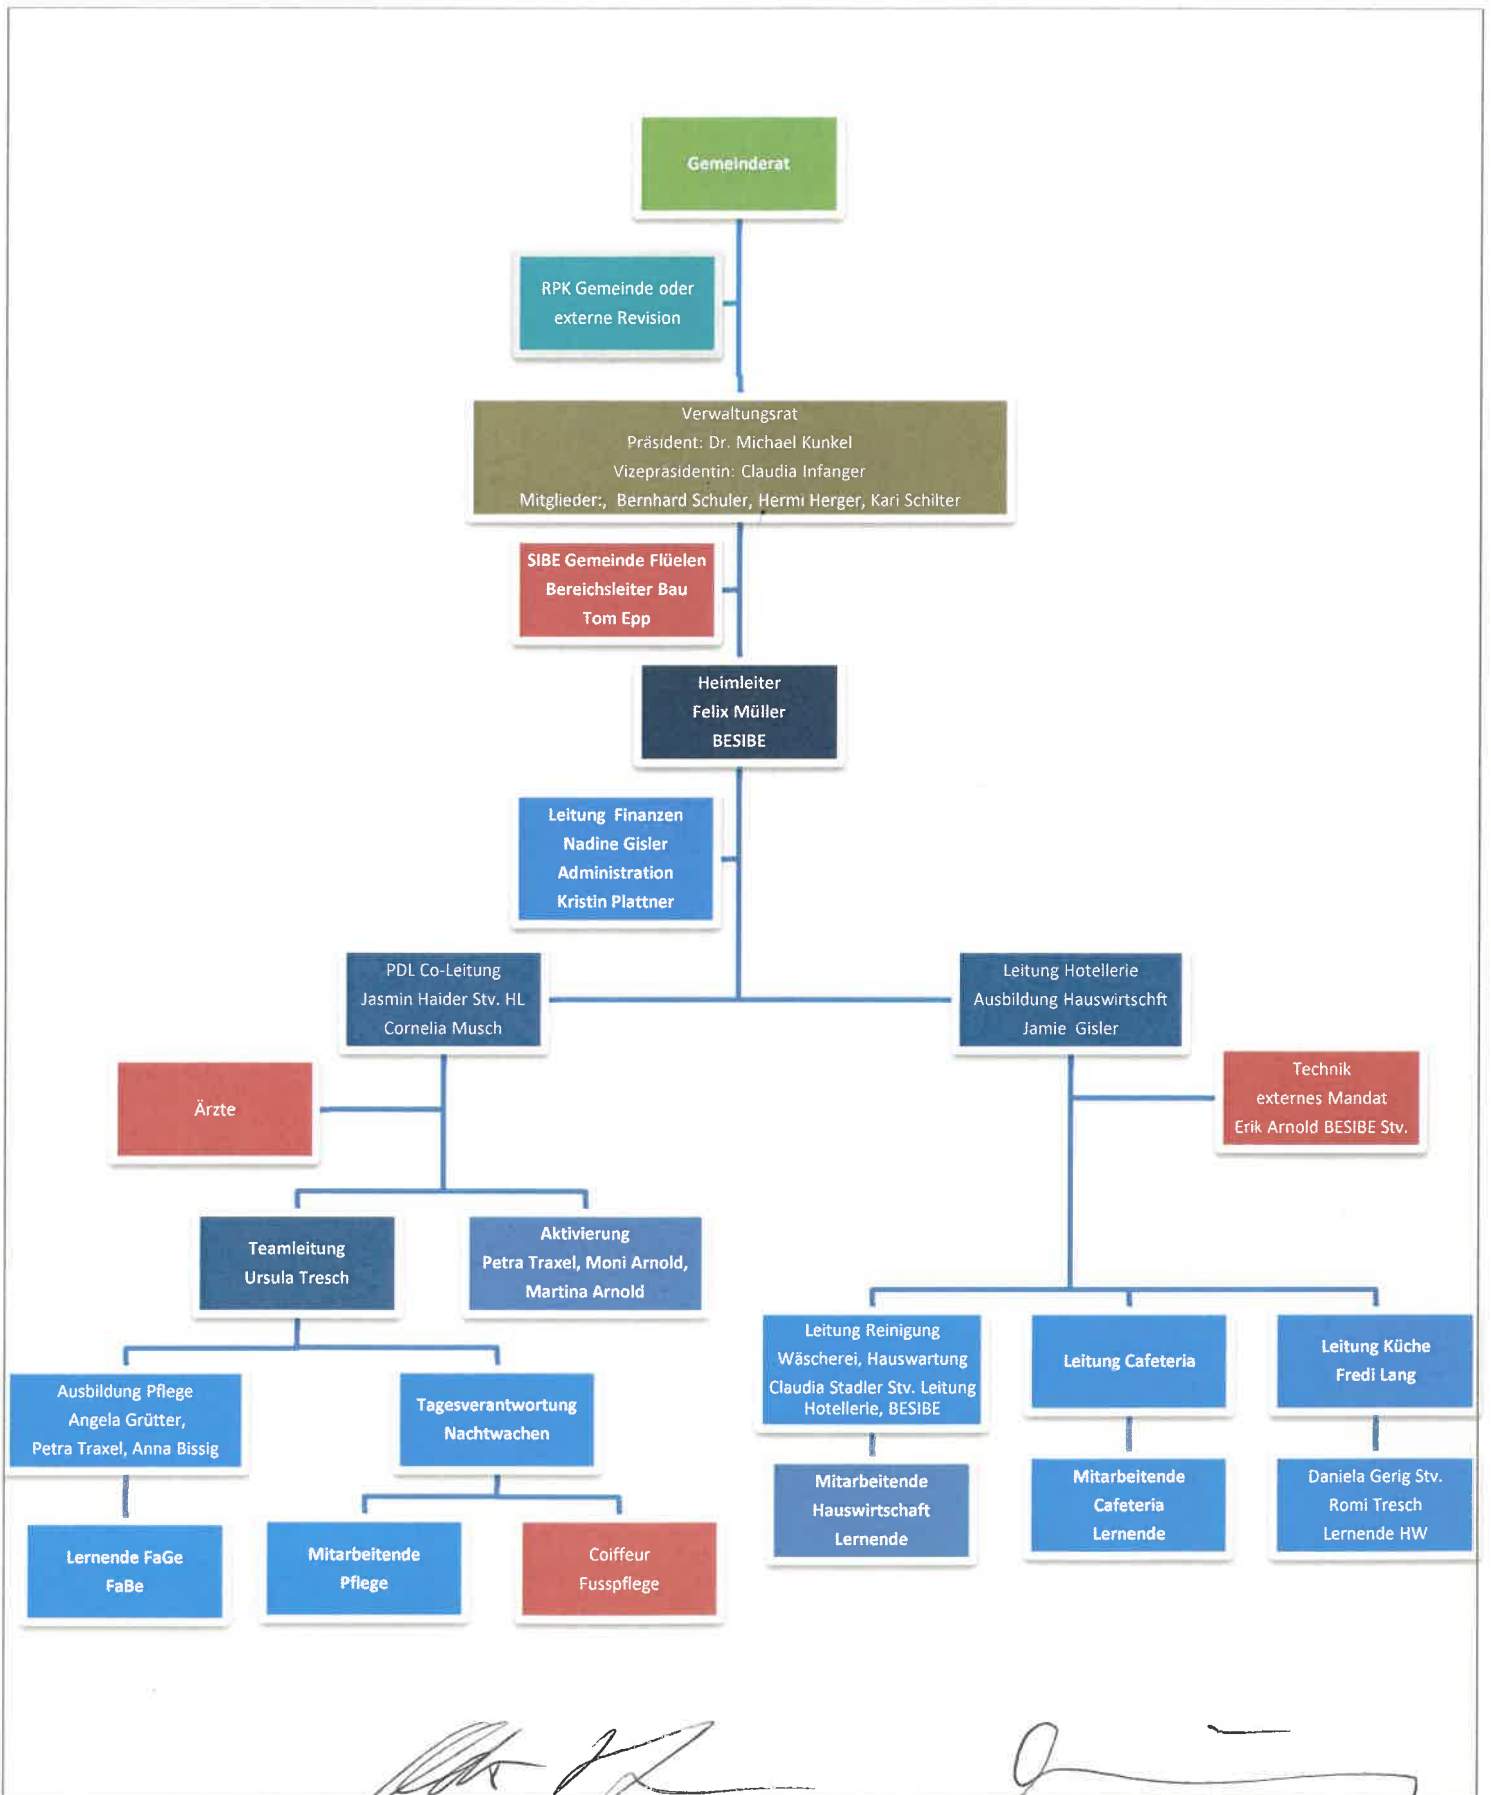 Gemeinderat
RPK Gemeinde oder
externe Revision
Verwaltungsrat
Präsident: Dr. Michael Kunkel
Vizepräsidentin: Claudia Infanger
Mitglieder:, Bernhard Schuler, Hermi Herger, Kari Schilter
SIBE Gemeinde Flüelen
Bereichsleiter Bau
Tom Epp
Heimleiter
Felix Müller
BESIBE
Leitung Finanzen
Nadine Gisler
Administration
Kristin Plattner
PDL Co-Leitung
Jasmin Haider Stv. HL
Cornelia Musch
Leitung Hotellerie
Ausbildung Hauswirtschft
Jamie Gisler
Ärzte
Technik
externes Mandat
Erik Arnold BESIBE Stv.
Teamleitung
Ursula Tresch
Aktivierung
Petra Traxel, Moni Arnold,
Martina Arnold
Leitung Reinigung
Wäscherei, Hauswartung
Claudia Stadler Stv. Leitung
Hotellerie, BESIBE
Leitung Cafeteria
Leitung Küche
Fredi Lang
Ausbildung Pflege
Angela Grütter,
Petra Traxel, Anna Bissig
Tagesverantwortung
Nachtwachen
Mitarbeitende
Hauswirtschaft
Lernende
Mitarbeitende
Cafeteria
Lernende
Daniela Gerig Stv.
Romi Tresch
Lernende HW
Lernende FaGe
FaBe
Mitarbeitende
Pflege
Coiffeur
Fusspflege